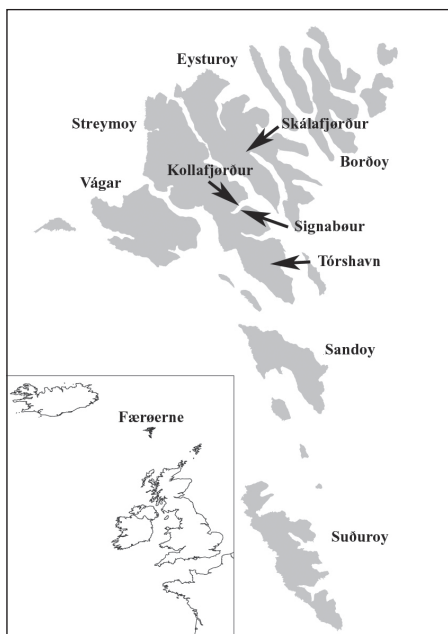 Eysturoy
Streymoy
Skálafjørður
Kollafjørður
Borðoy
Vágar
Signabøur
Tórshavn
Sandoy
Færøerne
Suðuroy